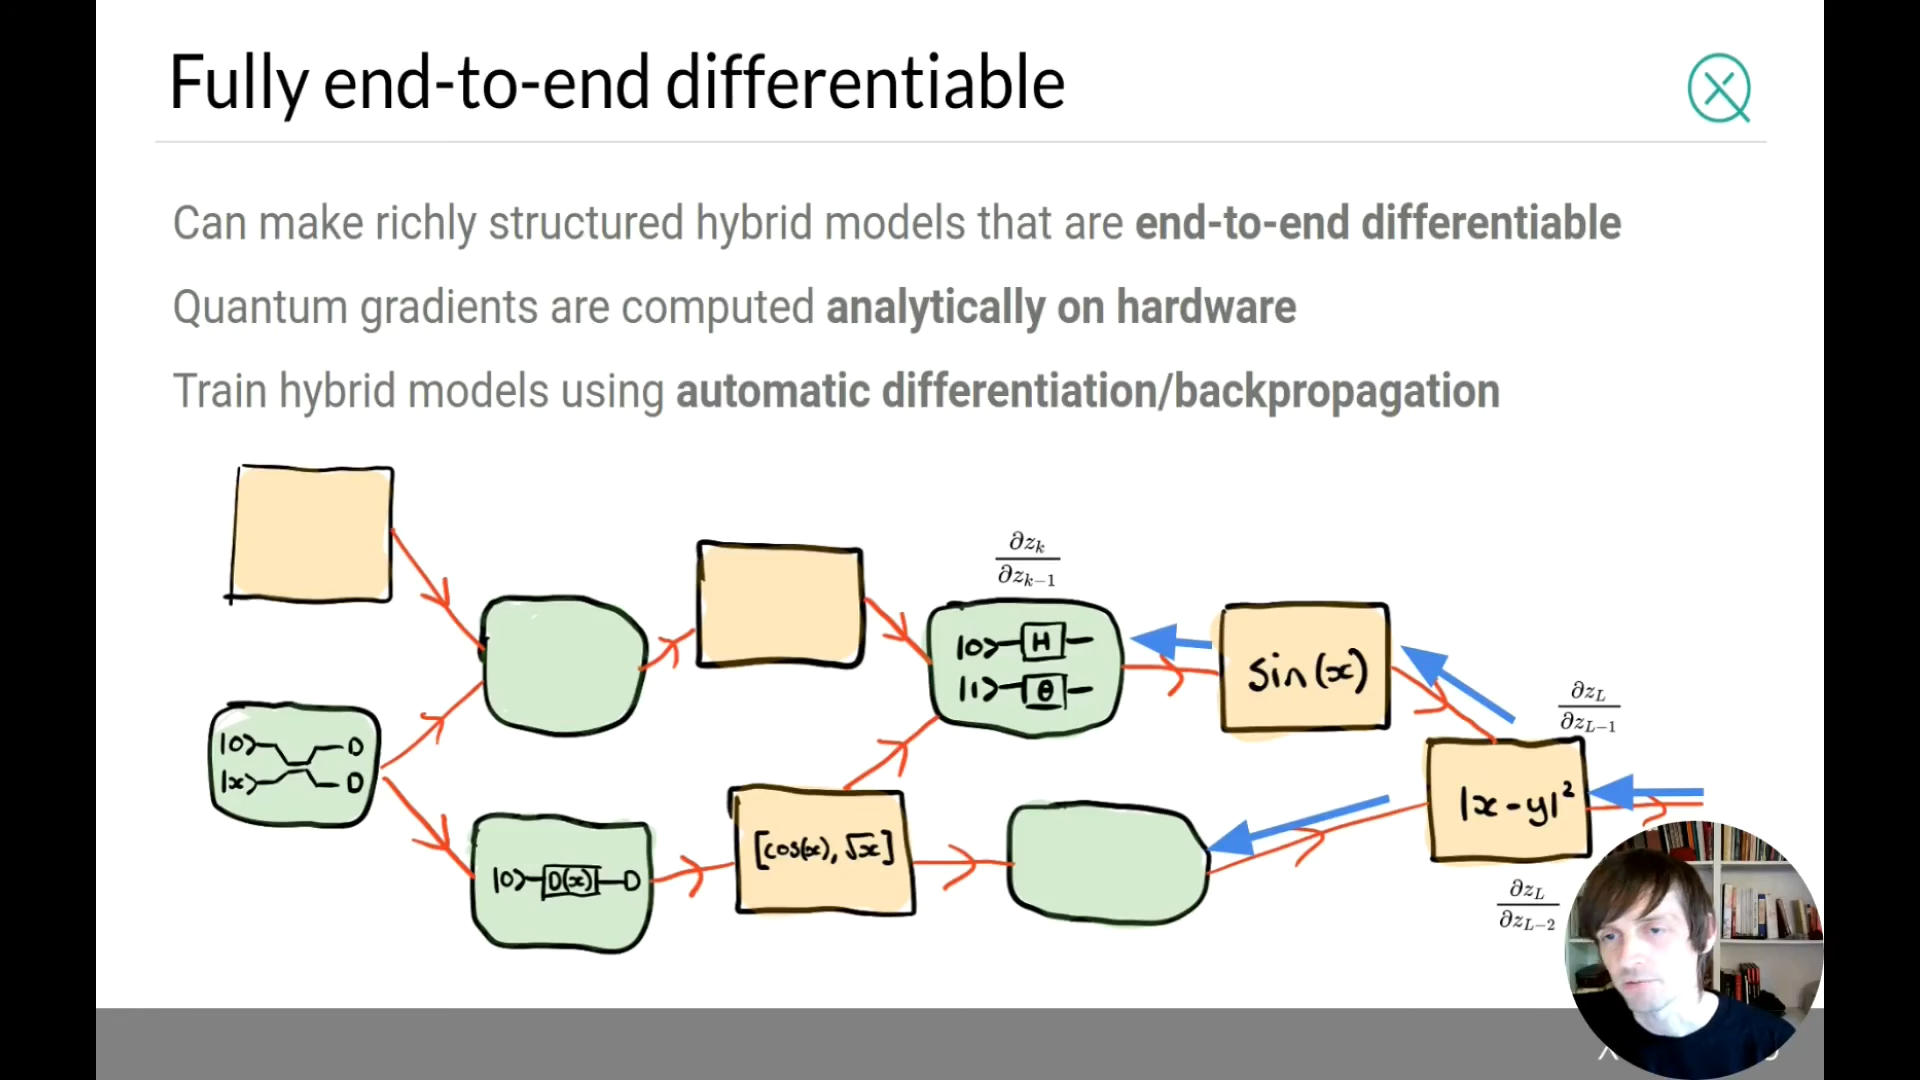 Fully end-to-end differentiable
Can make richly structured hybrid models that are end-to-end differentiable
Quantum gradients are computed analytically on hardware
Train hybrid models using automatic differentiation/backpropagation
∂z_k
∂z_{k−1}
|0> H
|1> θ
sin(x)
∂z_L
∂z_{L−1}
|0> D
|x> D
|x-y|²
[cos(x), √x]
|0> D(x) D
∂z_L
∂z_{L−2}